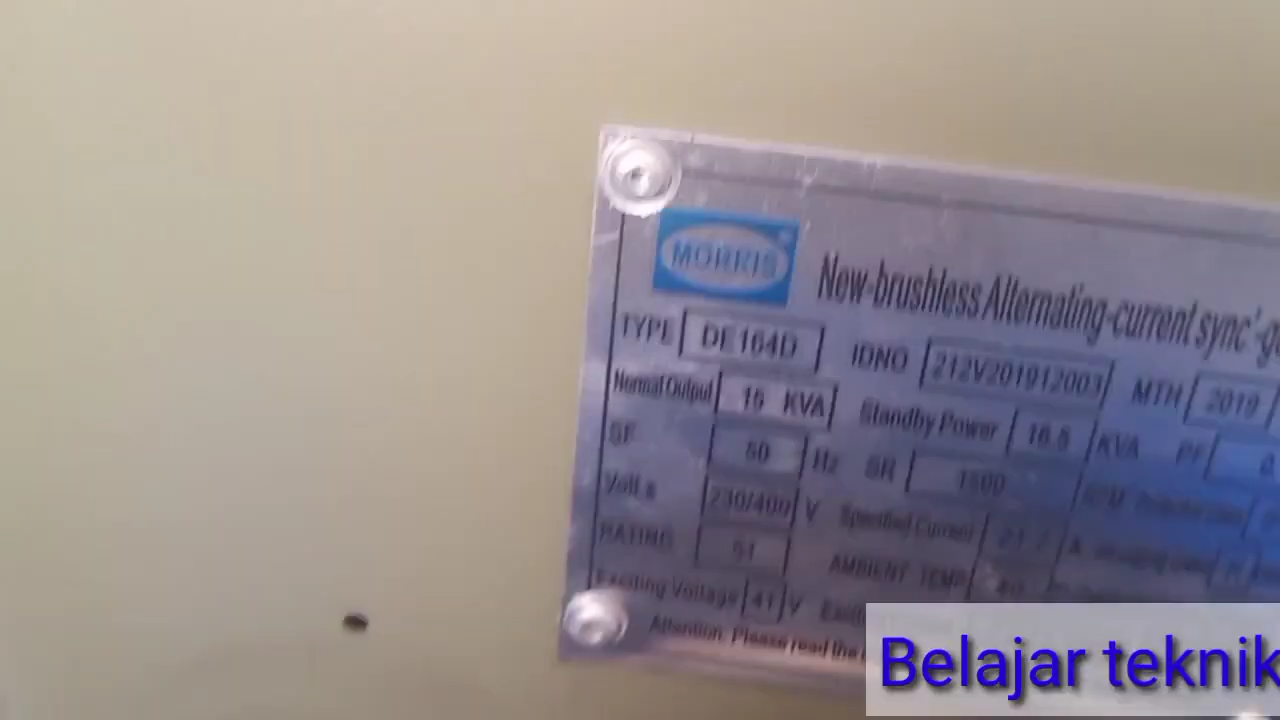 MORRIS
New-brushless Alternating-current sync'
TYPE DE164D IDNO 212V201912003 MTH 2019
Normal Output 15 KVA Standby Power 16.5 KVA PF
SF 50 Hz SR 1500
Volt.s 230/400 V Specified Current A
RATING S1 AMBIENT TEMP
Exciting Voltage 41 V
Attention: Please read the
Belajar teknik